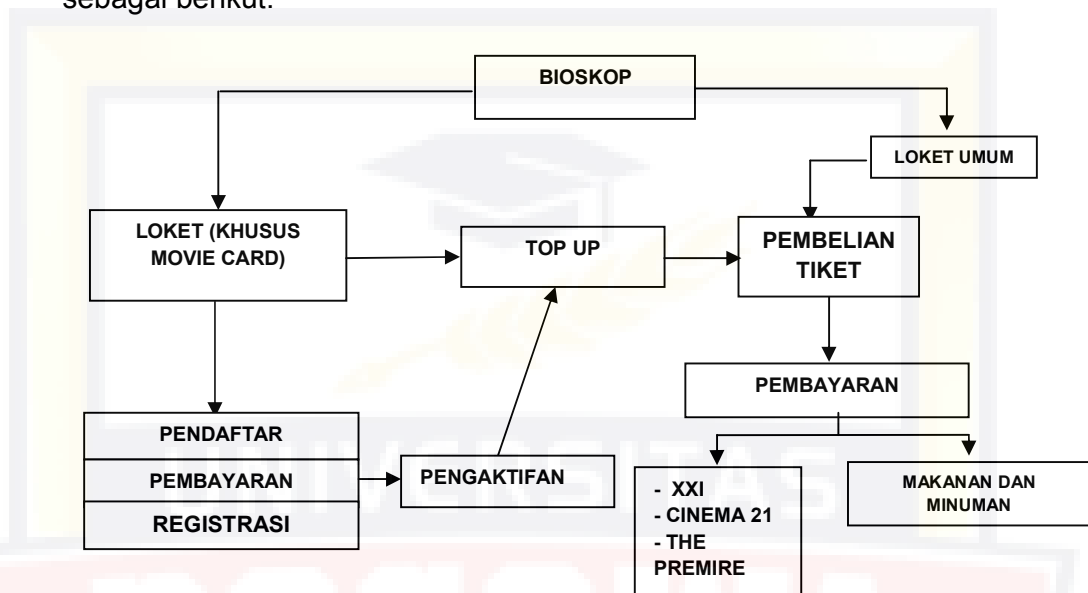 sebagai berikut:
BIOSKOP
LOKET UMUM
LOKET (KHUSUS
MOVIE CARD)
TOP UP
PEMBELIAN
TIKET
PEMBAYARAN
PENDAFTAR
PEMBAYARAN
REGISTRASI
PENGAKTIFAN
- XXI
- CINEMA 21
- THE
PREMIRE
MAKANAN DAN
MINUMAN
UNIVERSITAS